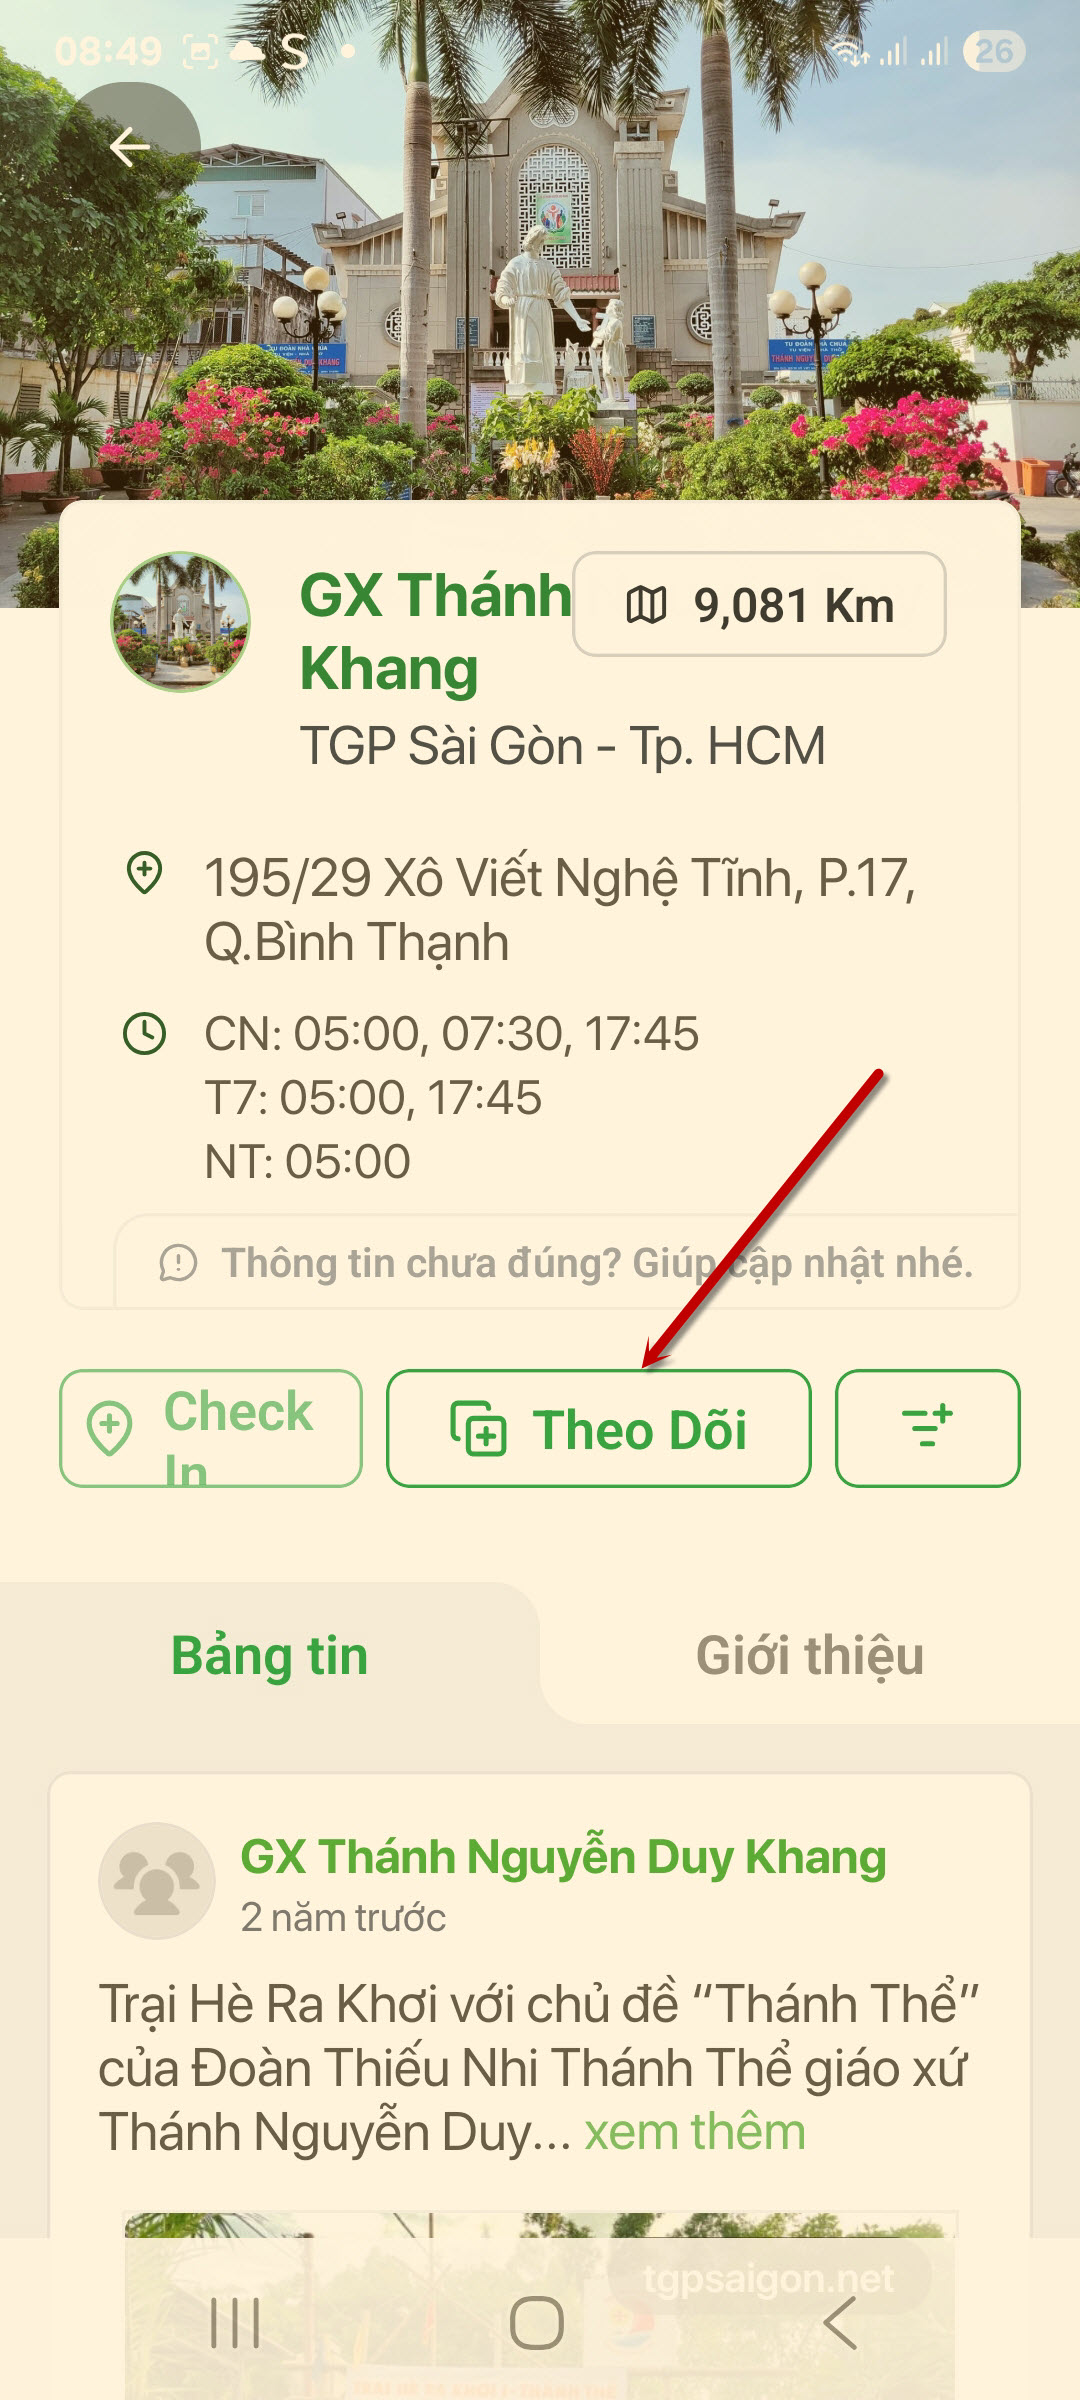 08:49
26
GX Thánh
Khang
9,081 Km
TGP Sài Gòn - Tp. HCM
195/29 Xô Viết Nghệ Tĩnh, P.17,
Q.Bình Thạnh
CN: 05:00, 07:30, 17:45
T7: 05:00, 17:45
NT: 05:00
Thông tin chưa đúng? Giúp cập nhật nhé.
Check
In
Theo Dõi
Bảng tin
Giới thiệu
GX Thánh Nguyễn Duy Khang
2 năm trước
Trại Hè Ra Khơi với chủ đề “Thánh Thể”
của Đoàn Thiếu Nhi Thánh Thể giáo xứ
Thánh Nguyễn Duy... xem thêm
tgpsaigon.net